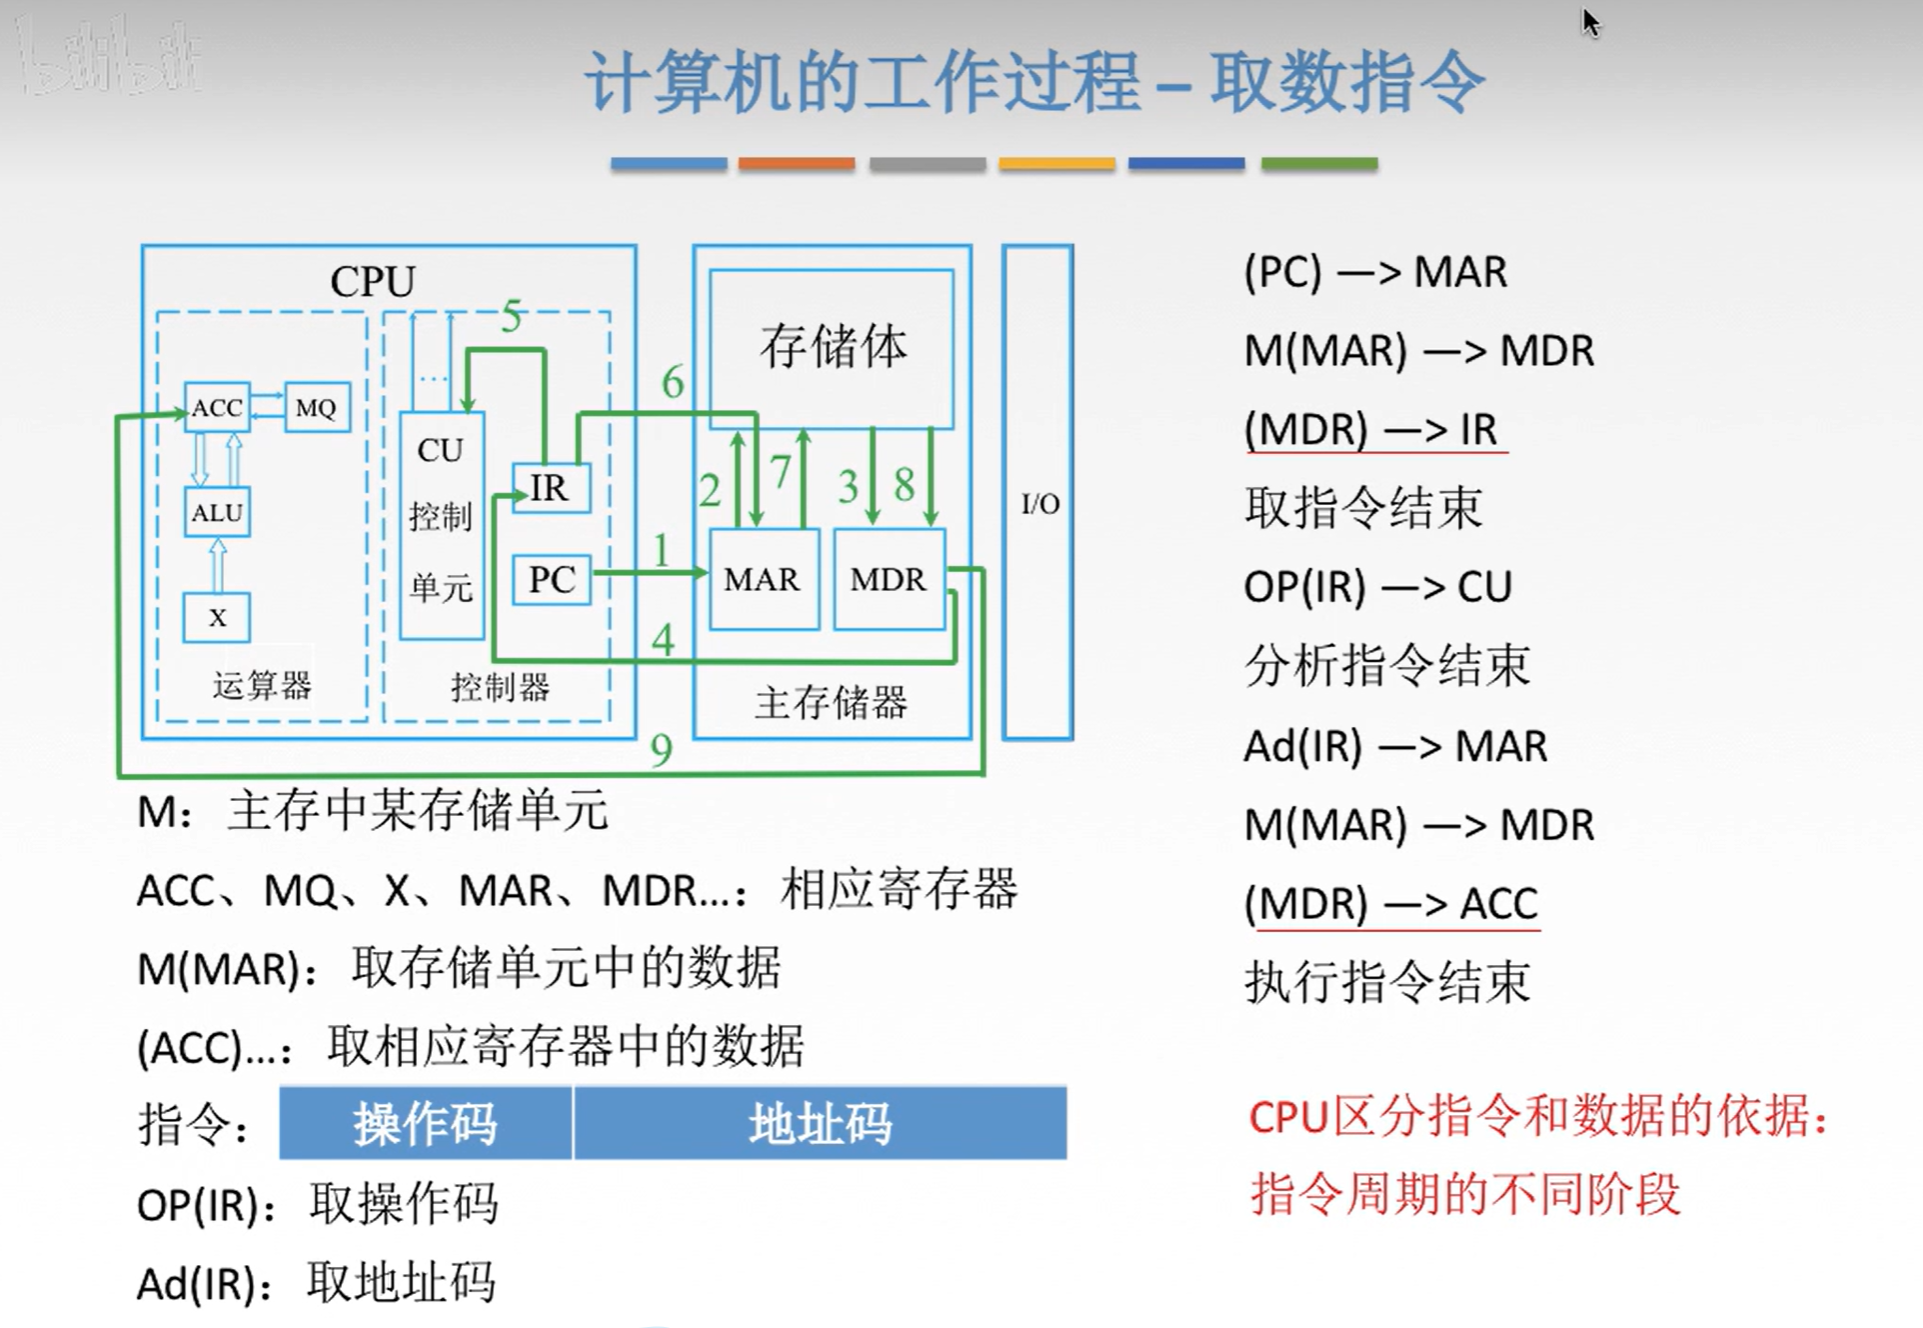 bilibili
计算机的工作过程 – 取数指令
CPU
5
ACC
MQ
ALU
X
运算器
...
CU
控制
单元
IR
PC
控制器
6
1
4
9
存储体
2
7
3
8
MAR
MDR
主存储器
I/O
M：主存中某存储单元
ACC、MQ、X、MAR、MDR...：相应寄存器
M(MAR)：取存储单元中的数据
(ACC)...：取相应寄存器中的数据
指令：操作码 地址码
OP(IR)：取操作码
Ad(IR)：取地址码
(PC) —> MAR
M(MAR) —> MDR
(MDR) —> IR
取指令结束
OP(IR) —> CU
分析指令结束
Ad(IR) —> MAR
M(MAR) —> MDR
(MDR) —> ACC
执行指令结束
CPU区分指令和数据的依据：
指令周期的不同阶段